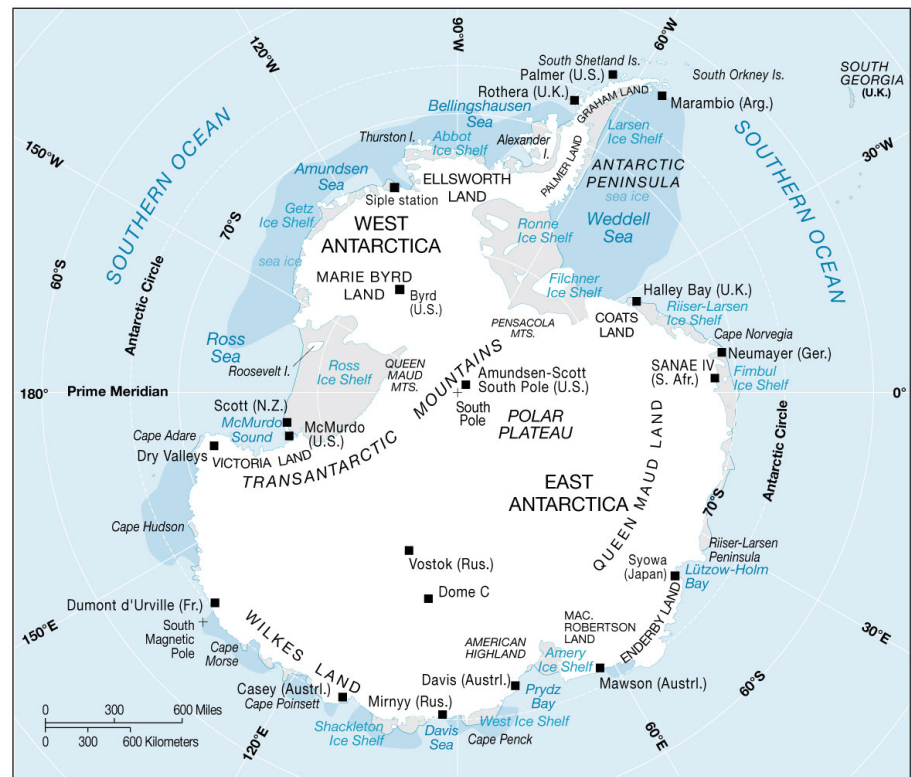 120°W
90°W
60°W
South Shetland Is.
Palmer (U.S.)
Rothera (U.K.)
GRAHAM LAND
South Orkney Is.
Marambio (Arg.)
SOUTH
GEORGIA
(U.K.)
150°W
SOUTHERN OCEAN
Bellingshausen
Sea
Thurston I.
Abbot
Ice Shelf
Alexander
I.
PALMER LAND
Larsen
Ice Shelf
ANTARCTIC
PENINSULA
sea ice
Weddell
Sea
SOUTHERN OCEAN
30°W
Amundsen
Sea
Siple station
ELLSWORTH
LAND
Getz
Ice Shelf
70°S
60°S
Antarctic Circle
sea ice
WEST
ANTARCTICA
MARIE BYRD
LAND
Byrd
(U.S.)
Ronne
Ice Shelf
Filchner
Ice Shelf
Halley Bay (U.K.)
COATS
LAND
Riiser-Larsen
Ice Shelf
Cape Norvegia
Neumayer (Ger.)
SANAE IV
(S. Afr.)
Fimbul
Ice Shelf
Ross
Sea
Roosevelt I.
Ross
Ice Shelf
QUEEN
MAUD
MTS.
PENSACOLA
MTS.
TRANSANTARCTIC MOUNTAINS
Amundsen-Scott
South Pole (U.S.)
South
Pole
POLAR
PLATEAU
180°
Prime Meridian
0°
Scott (N.Z.)
McMurdo
Sound
McMurdo
(U.S.)
Cape Adare
Dry Valleys
VICTORIA LAND
EAST
ANTARCTICA
QUEEN MAUD LAND
Antarctic Circle
70°S
Cape Hudson
Vostok (Rus.)
Dome C
Riiser-Larsen
Peninsula
Syowa
(Japan)
Lützow-Holm
Bay
Dumont d'Urville (Fr.)
South
Magnetic
Pole
Cape
Morse
WILKES LAND
MAC.
ROBERTSON
LAND
ENDERBY LAND
AMERICAN
HIGHLAND
Amery
Ice Shelf
Mawson (Austrl.)
150°E
30°E
60°S
Casey (Austrl.)
Cape Poinsett
Davis (Austrl.)
Mirnyy (Rus.)
Prydz
Bay
West Ice Shelf
Shackleton
Ice Shelf
Davis
Sea
Cape Penck
120°E
60°E
0 300 600 Miles
0 300 600 Kilometers